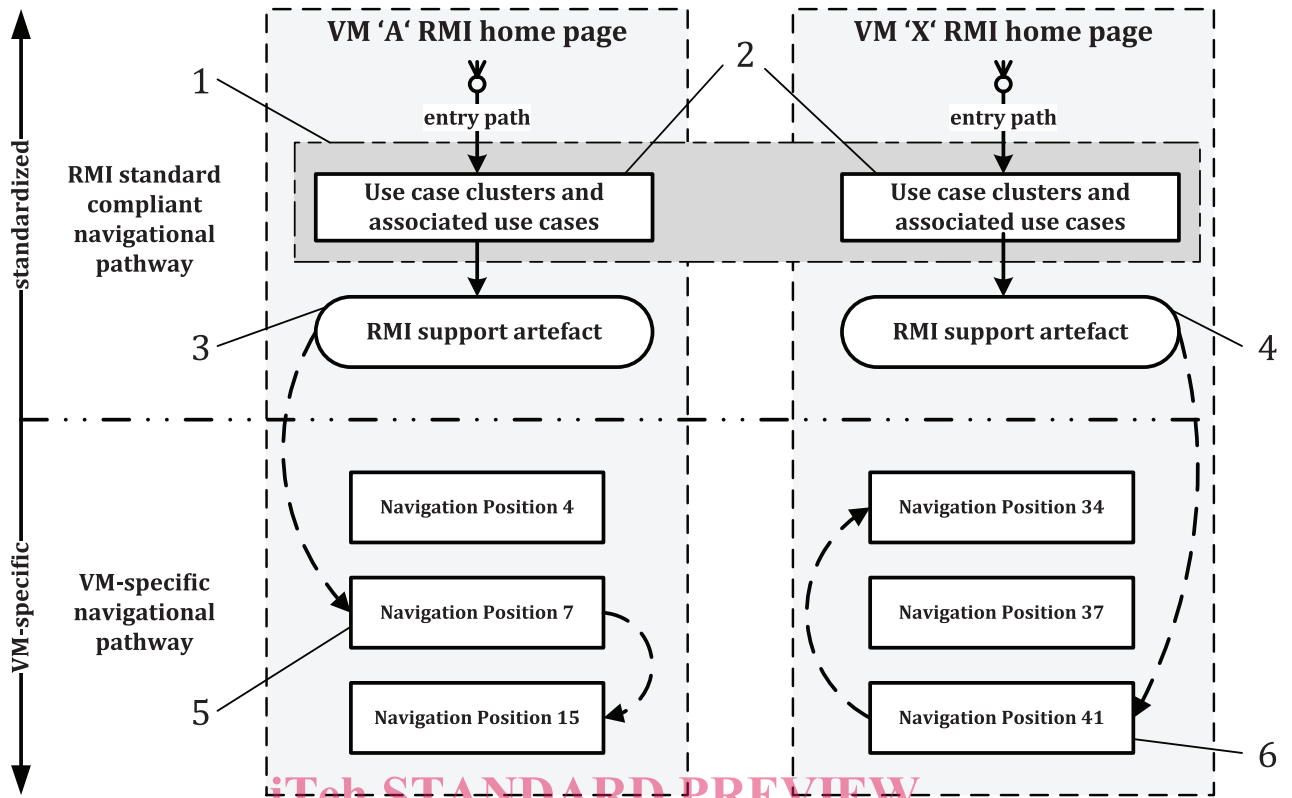 VM ‘A‘ RMI home page
VM ‘X‘ RMI home page
1
2
entry path
entry path
standardized
RMI standard
compliant
navigational
pathway
Use case clusters and
associated use cases
Use case clusters and
associated use cases
3
RMI support artefact
RMI support artefact
4
VM-specific
VM-specific
navigational
pathway
Navigation Position 4
Navigation Position 7
Navigation Position 15
5
Navigation Position 34
Navigation Position 37
Navigation Position 41
6
iTeh STANDARD PREVIEW